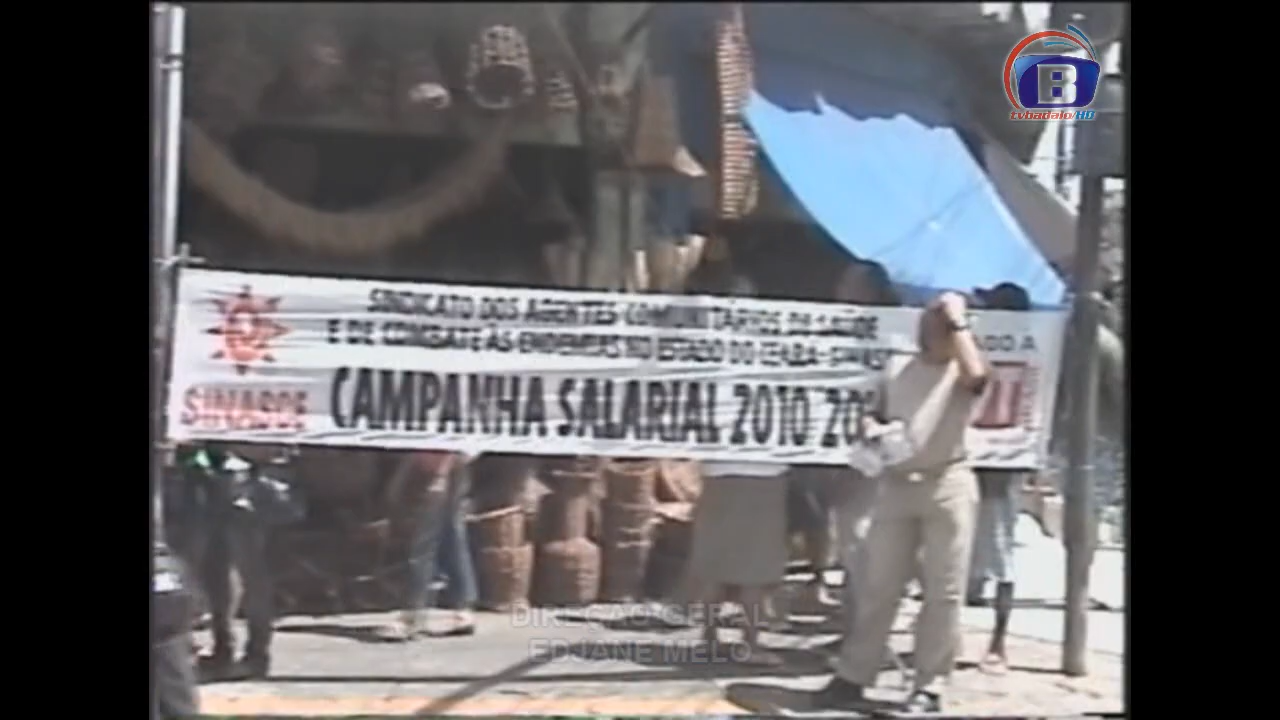 B
tvbadalo/HD
SINDICATO DOS AGENTES COMUNITÁRIOS DE SAÚDE
E DE COMBATE ÀS ENDEMIAS NO ESTADO DO CEARÁ
SINASCE
CAMPANHA SALARIAL 2010
DIREÇÃO GERAL
EDJANE MELO